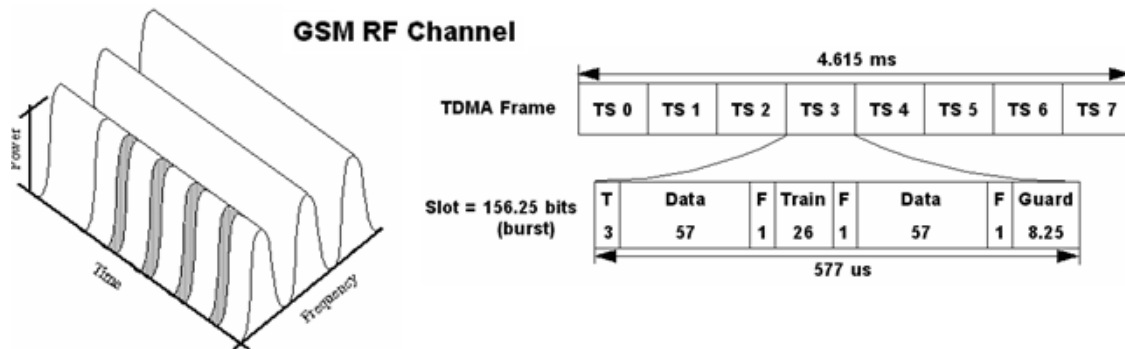 GSM RF Channel
Power
Time
Frequency
4.615 ms
TDMA Frame
TS 0 TS 1 TS 2 TS 3 TS 4 TS 5 TS 6 TS 7
Slot = 156.25 bits
(burst)
T Data F Train F Data F Guard
3 57 1 26 1 57 1 8.25
577 us